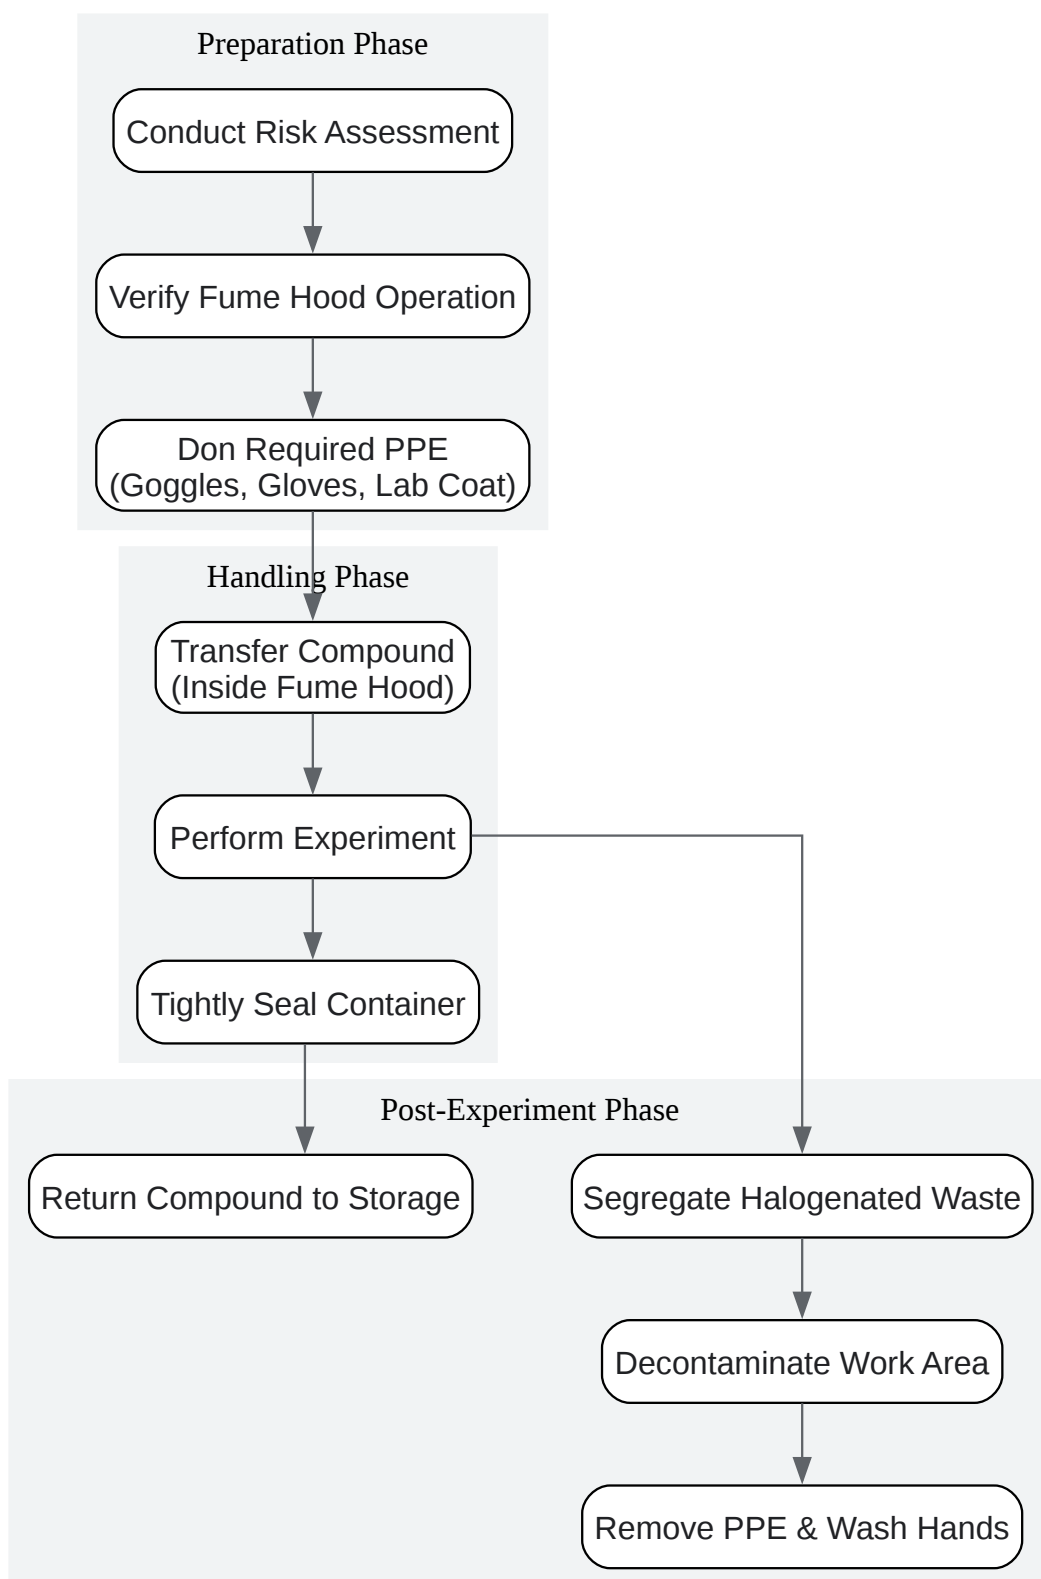 Preparation Phase
Conduct Risk Assessment
Verify Fume Hood Operation
Don Required PPE
(Goggles, Gloves, Lab Coat)
Handling Phase
Transfer Compound
(Inside Fume Hood)
Perform Experiment
Tightly Seal Container
Post-Experiment Phase
Return Compound to Storage
Segregate Halogenated Waste
Decontaminate Work Area
Remove PPE & Wash Hands